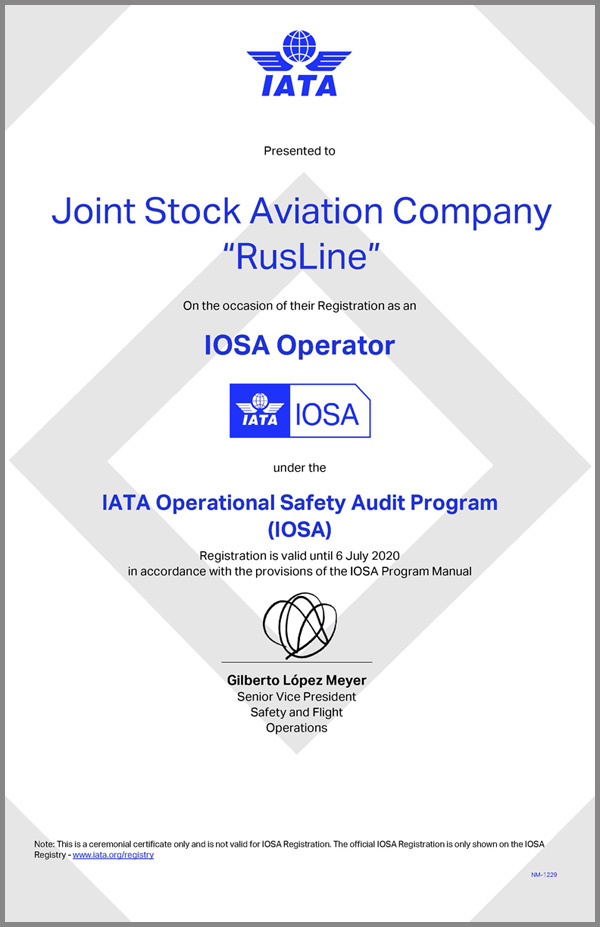 IATA
Presented to
Joint Stock Aviation Company
“RusLine”
On the occasion of their Registration as an
IOSA Operator
IATA IOSA
under the
IATA Operational Safety Audit Program
(IOSA)
Registration is valid until 6 July 2020
in accordance with the provisions of the IOSA Program Manual
Gilberto López Meyer
Senior Vice President
Safety and Flight
Operations
Note: This is a ceremonial certificate only and is not valid for IOSA Registration. The official IOSA Registration is only shown on the IOSA
Registry - www.iata.org/registry
NM-1229